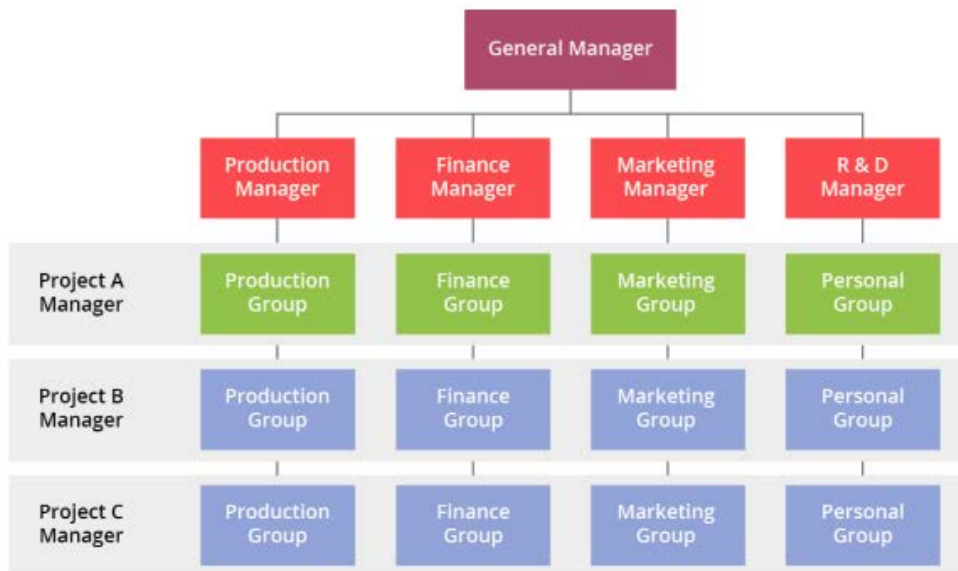 General Manager
Production
Manager
Finance
Manager
Marketing
Manager
R & D
Manager
Project A
Manager
Production
Group
Finance
Group
Marketing
Group
Personal
Group
Project B
Manager
Production
Group
Finance
Group
Marketing
Group
Personal
Group
Project C
Manager
Production
Group
Finance
Group
Marketing
Group
Personal
Group